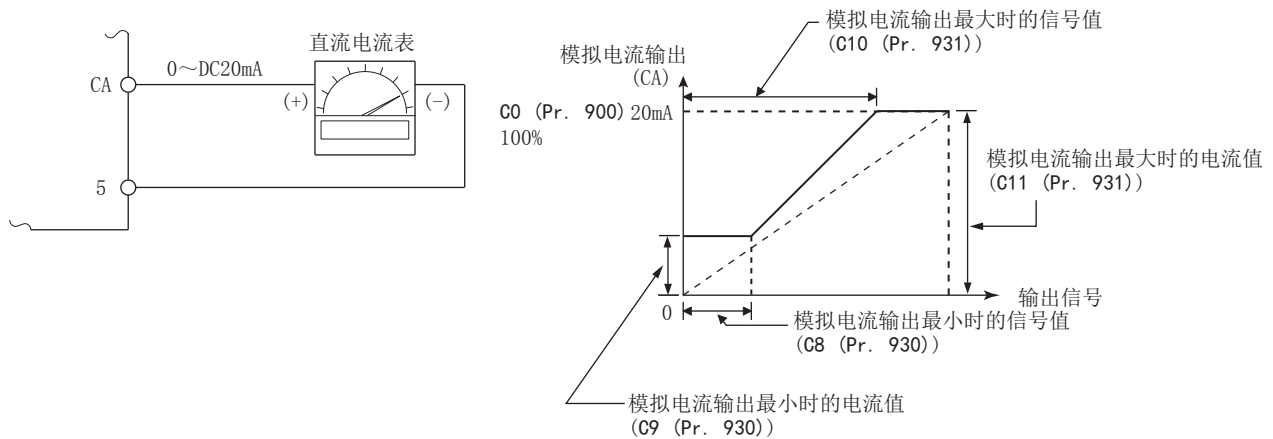 直流电流表
CA
0～DC20mA
(+)
(-)
5
模拟电流输出最大时的信号值
(C10 (Pr. 931))
模拟电流输出
(CA)
C0 (Pr. 900) 20mA
100%
模拟电流输出最大时的电流值
(C11 (Pr. 931))
0
输出信号
模拟电流输出最小时的信号值
(C8 (Pr. 930))
模拟电流输出最小时的电流值
(C9 (Pr. 930))